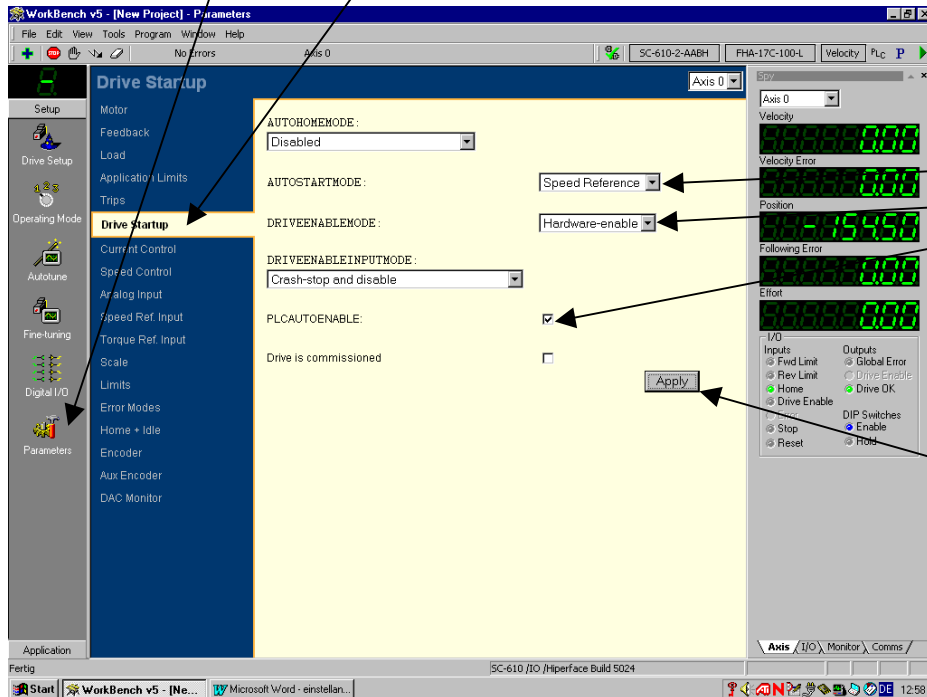 WorkBench v5 - [New Project] - Parameters
File Edit View Tools Program Window Help
No Errors Axis 0 SC-610-2-AABH FHA-17C-100-L Velocity PLC P
Setup
Drive Setup
Operating Mode
Autotune
Fine-tuning
Digital I/O
Parameters
Application
Drive Startup Axis 0
Motor
Feedback
Load
Application Limits
Trips
Drive Startup
Current Control
Speed Control
Analog Input
Speed Ref. Input
Torque Ref. Input
Scale
Limits
Error Modes
Home + Idle
Encoder
Aux Encoder
DAC Monitor
AUTOHOMEMODE:
Disabled
AUTOSTARTMODE: Speed Reference
DRIVEENABLEMODE: Hardware-enable
DRIVEENABLEINPUTMODE:
Crash-stop and disable
PLCAUTOENABLE:
Drive is commissioned
Apply
Spy
Axis 0
Velocity
0.00
Velocity Error
0.00
Position
-154.50
Following Error
0.00
Effort
0.00
I/O
Inputs Outputs
Fwd Limit Global Error
Rev Limit Drive Enable
Home Drive OK
Drive Enable
Error DIP Switches
Stop Enable
Reset Hold
Axis I/O Monitor Comms
Fertig SC-610 /IO /Hiperface Build 5024
Start WorkBench v5 - [Ne... Microsoft Word - einstellan... DE 12:58